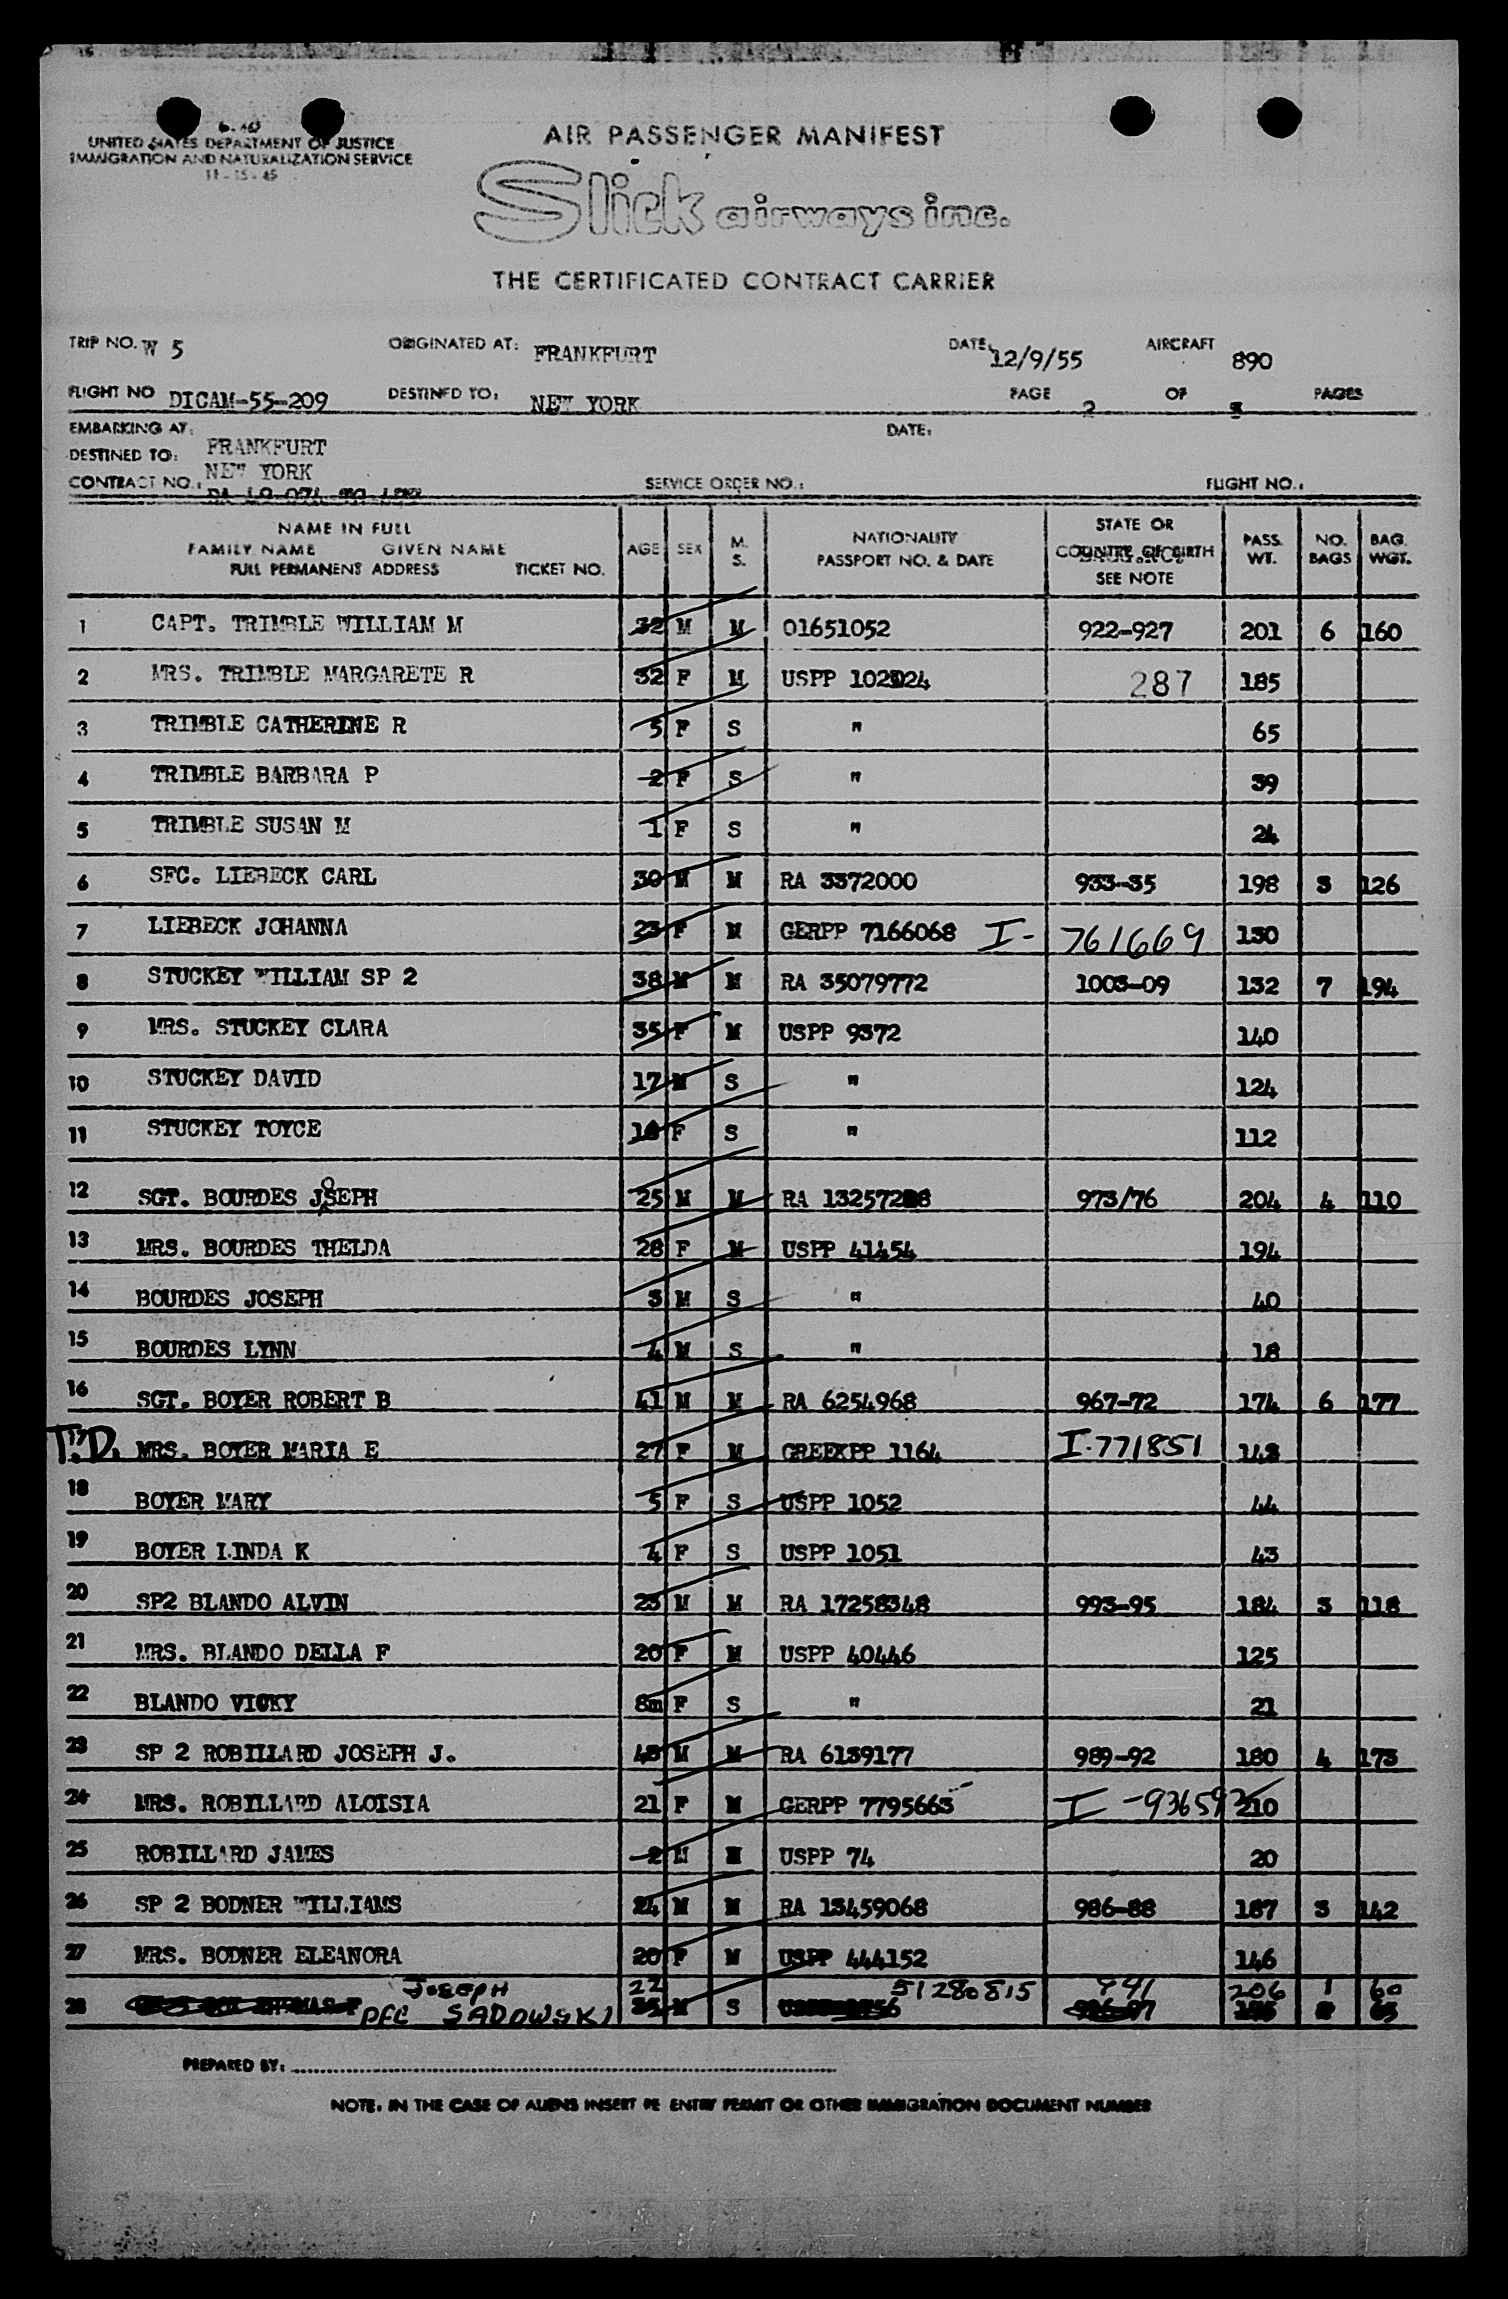 UNITED STATES DEPARTMENT OF JUSTICE
IMMIGRATION AND NATURALIZATION SERVICE
11-15-45
AIR PASSENGER MANIFEST
Slick airways inc.
THE CERTIFICATED CONTRACT CARRIER
TRIP NO. W 5 ORIGINATED AT: FRANKFURT DATE: 12/9/55 AIRCRAFT 890
FLIGHT NO DICAM-55-209 DESTINED TO: NEW YORK PAGE 2 OF 3 PAGES
EMBARKING AT: FRANKFURT DATE:
DESTINED TO: NEW YORK
CONTRACT NO.: SERVICE ORDER NO.: FLIGHT NO.:
NAME IN FULL
FAMILY NAME GIVEN NAME
FULL PERMANENT ADDRESS TICKET NO. AGE SEX M. S. NATIONALITY PASSPORT NO. & DATE STATE OR COUNTRY OF BIRTH SEE NOTE PASS. WT. NO. BAGS BAG. WGT.
1 CAPT. TRIMBLE WILLIAM M 32 M M 01651052 922-927 201 6 160
2 MRS. TRIMBLE MARGARETE R 32 F M USPP 287 185
3 TRIMBLE CATHERINE R 5 F S " 65
4 TRIMBLE BARBARA P 2 F S " 39
5 TRIMBLE SUSAN M 1 F S " 24
6 SFC. LIEBECK CARL 30 M M RA 3372000 933-35 198 3 126
7 LIEBECK JOHANNA 23 F M GERPP 7166068 I- 761669 130
8 STUCKEY WILLIAM SP 2 38 M M RA 35079772 1003-09 132 7 194
9 MRS. STUCKEY CLARA 35 F M USPP 9372 140
10 STUCKEY DAVID 17 M S " 124
11 STUCKEY TOYCE 16 F S " 112
12 SGT. BOURDES JOSEPH 25 M M RA 973/76 204 4 110
13 MRS. BOURDES THELDA 28 F M USPP 41454 194
14 BOURDES JOSEPH 3 M S " 40
15 BOURDES LYNN 4 M S " 18
16 SGT. BOYER ROBERT B 41 M M RA 6254968 967-72 174 6 177
T.D. 17 MRS. BOYER MARIA E 27 F M GREEKPP 1164 I-771851 148
18 BOYER MARY 5 F S USPP 1052 44
19 BOYER LINDA K 4 F S USPP 1051 43
20 SP2 BLANDO ALVIN 23 M M RA 17258348 993-95 184 3 118
21 MRS. BLANDO DELLA F 20 F M USPP 40446 125
22 BLANDO VICKY 8m F S " 21
23 SP 2 ROBILLARD JOSEPH J. 43 M M RA 6139177 989-92 180 4 173
24 MRS. ROBILLARD ALOISIA 21 F M GERPP 7795663 I -936593 210
25 ROBILLARD JAMES 2 M M USPP 74 20
26 SP 2 BODNER WILLIAMS 24 M M RA 13459068 986-88 187 3 142
27 MRS. BODNER ELEANORA 20 F M USPP 444152 146
JOSEPH 22 51280815 991 206 1 60
28 PFC SADOWSKI 35 M S
PREPARED BY:
NOTE. IN THE CASE OF ALIENS INSERT RE ENTRY PERMIT OR OTHER IMMIGRATION DOCUMENT NUMBER